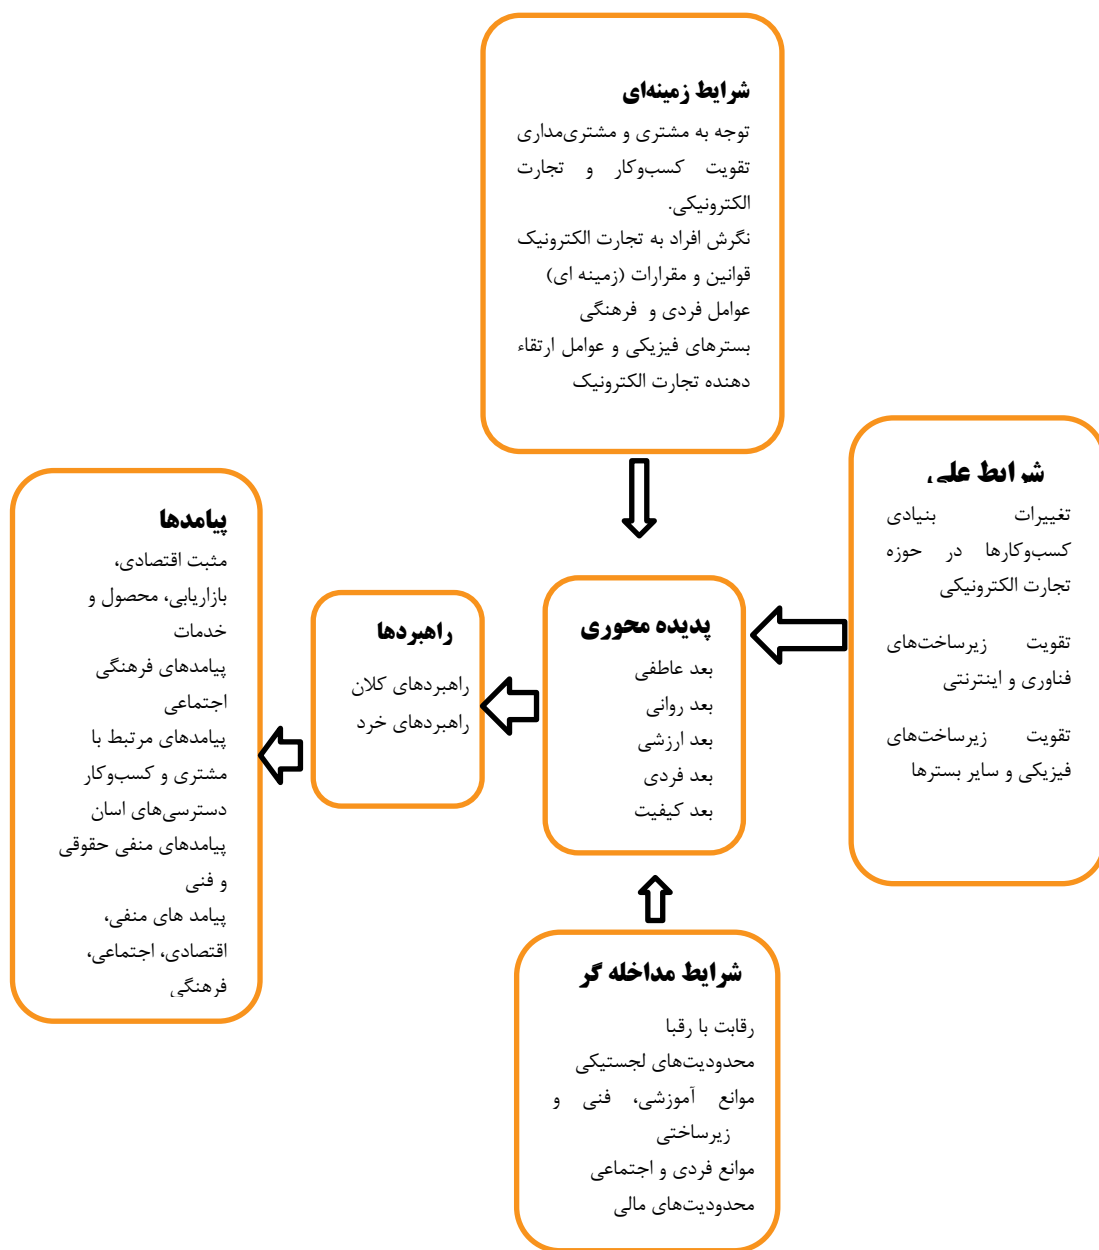 شرایط زمینه‌ای
توجه به مشتری و مشتری‌مداری
تقویت کسب‌وکار و تجارت
الکترونیکی.
نگرش افراد به تجارت الکترونیک
قوانین و مقرارات (زمینه ای)
عوامل فردی و فرهنگی
بسترهای فیزیکی و عوامل ارتقاء
دهنده تجارت الکترونیک
شرایط علی
تغییرات بنیادی
کسب‌وکارها در حوزه
تجارت الکترونیکی
تقویت زیرساخت‌های
فناوری و اینترنتی
تقویت زیرساخت‌های
فیزیکی و سایر بسترها
پدیده محوری
بعد عاطفی
بعد روانی
بعد ارزشی
بعد فردی
بعد کیفیت
راهبردها
راهبردهای کلان
راهبردهای خرد
پیامدها
مثبت اقتصادی،
بازاریابی، محصول و
خدمات
پیامدهای فرهنگی
اجتماعی
پیامدهای مرتبط با
مشتری و کسب‌وکار
دسترسی‌های اسان
پیامدهای منفی حقوقی
و فنی
پیامد های منفی،
اقتصادی، اجتماعی،
فرهنگی
شرایط مداخله گر
رقابت با رقبا
محدودیت‌های لجستیکی
موانع آموزشی، فنی و
زیرساختی
موانع فردی و اجتماعی
محدودیت‌های مالی